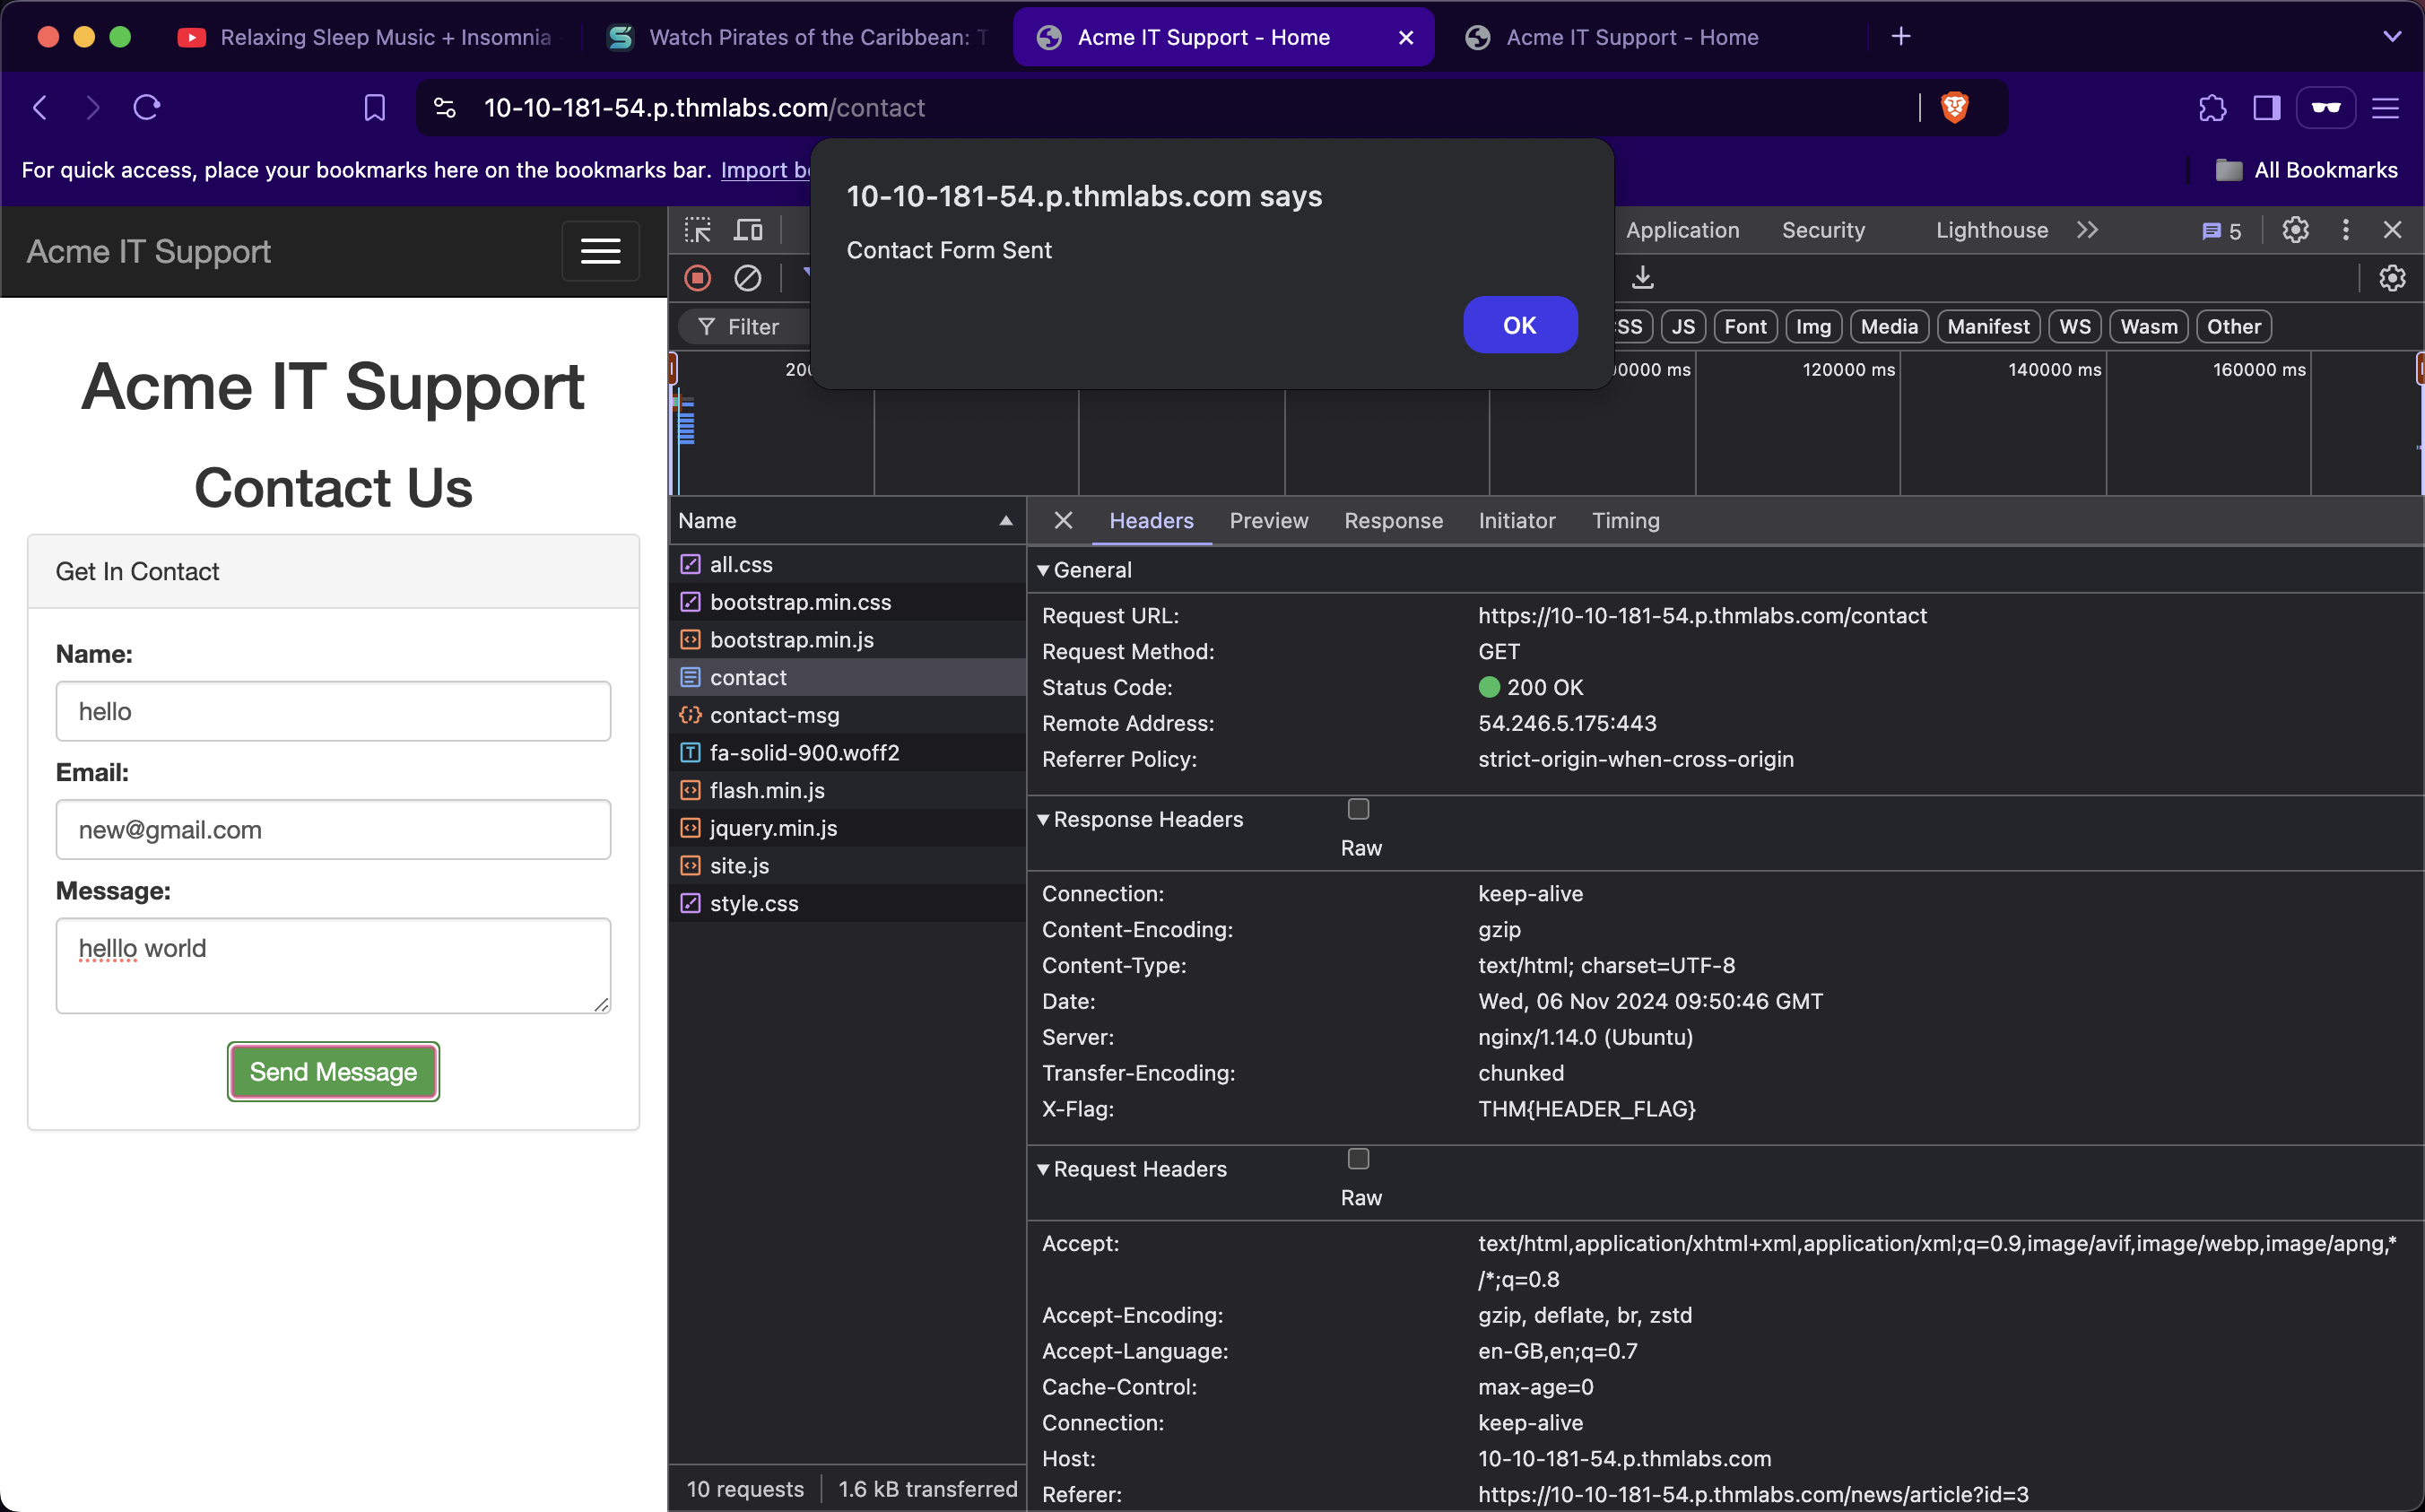 Relaxing Sleep Music + Insomnia
Watch Pirates of the Caribbean: T
Acme IT Support - Home
Acme IT Support - Home
10-10-181-54.p.thmlabs.com/contact
For quick access, place your bookmarks here on the bookmarks bar. Import b
All Bookmarks
10-10-181-54.p.thmlabs.com says
Contact Form Sent
OK
Acme IT Support
Acme IT Support
Contact Us
Get In Contact
Name:
hello
Email:
new@gmail.com
Message:
helllo world
Send Message
Application
Security
Lighthouse
5
Filter
SS
JS
Font
Img
Media
Manifest
WS
Wasm
Other
200
0000 ms
120000 ms
140000 ms
160000 ms
Name
all.css
bootstrap.min.css
bootstrap.min.js
contact
contact-msg
fa-solid-900.woff2
flash.min.js
jquery.min.js
site.js
style.css
10 requests
1.6 kB transferred
Headers
Preview
Response
Initiator
Timing
General
Request URL: https://10-10-181-54.p.thmlabs.com/contact
Request Method: GET
Status Code: 200 OK
Remote Address: 54.246.5.175:443
Referrer Policy: strict-origin-when-cross-origin
Response Headers
Raw
Connection: keep-alive
Content-Encoding: gzip
Content-Type: text/html; charset=UTF-8
Date: Wed, 06 Nov 2024 09:50:46 GMT
Server: nginx/1.14.0 (Ubuntu)
Transfer-Encoding: chunked
X-Flag: THM{HEADER_FLAG}
Request Headers
Raw
Accept: text/html,application/xhtml+xml,application/xml;q=0.9,image/avif,image/webp,image/apng,*
/*;q=0.8
Accept-Encoding: gzip, deflate, br, zstd
Accept-Language: en-GB,en;q=0.7
Cache-Control: max-age=0
Connection: keep-alive
Host: 10-10-181-54.p.thmlabs.com
Referer: https://10-10-181-54.p.thmlabs.com/news/article?id=3